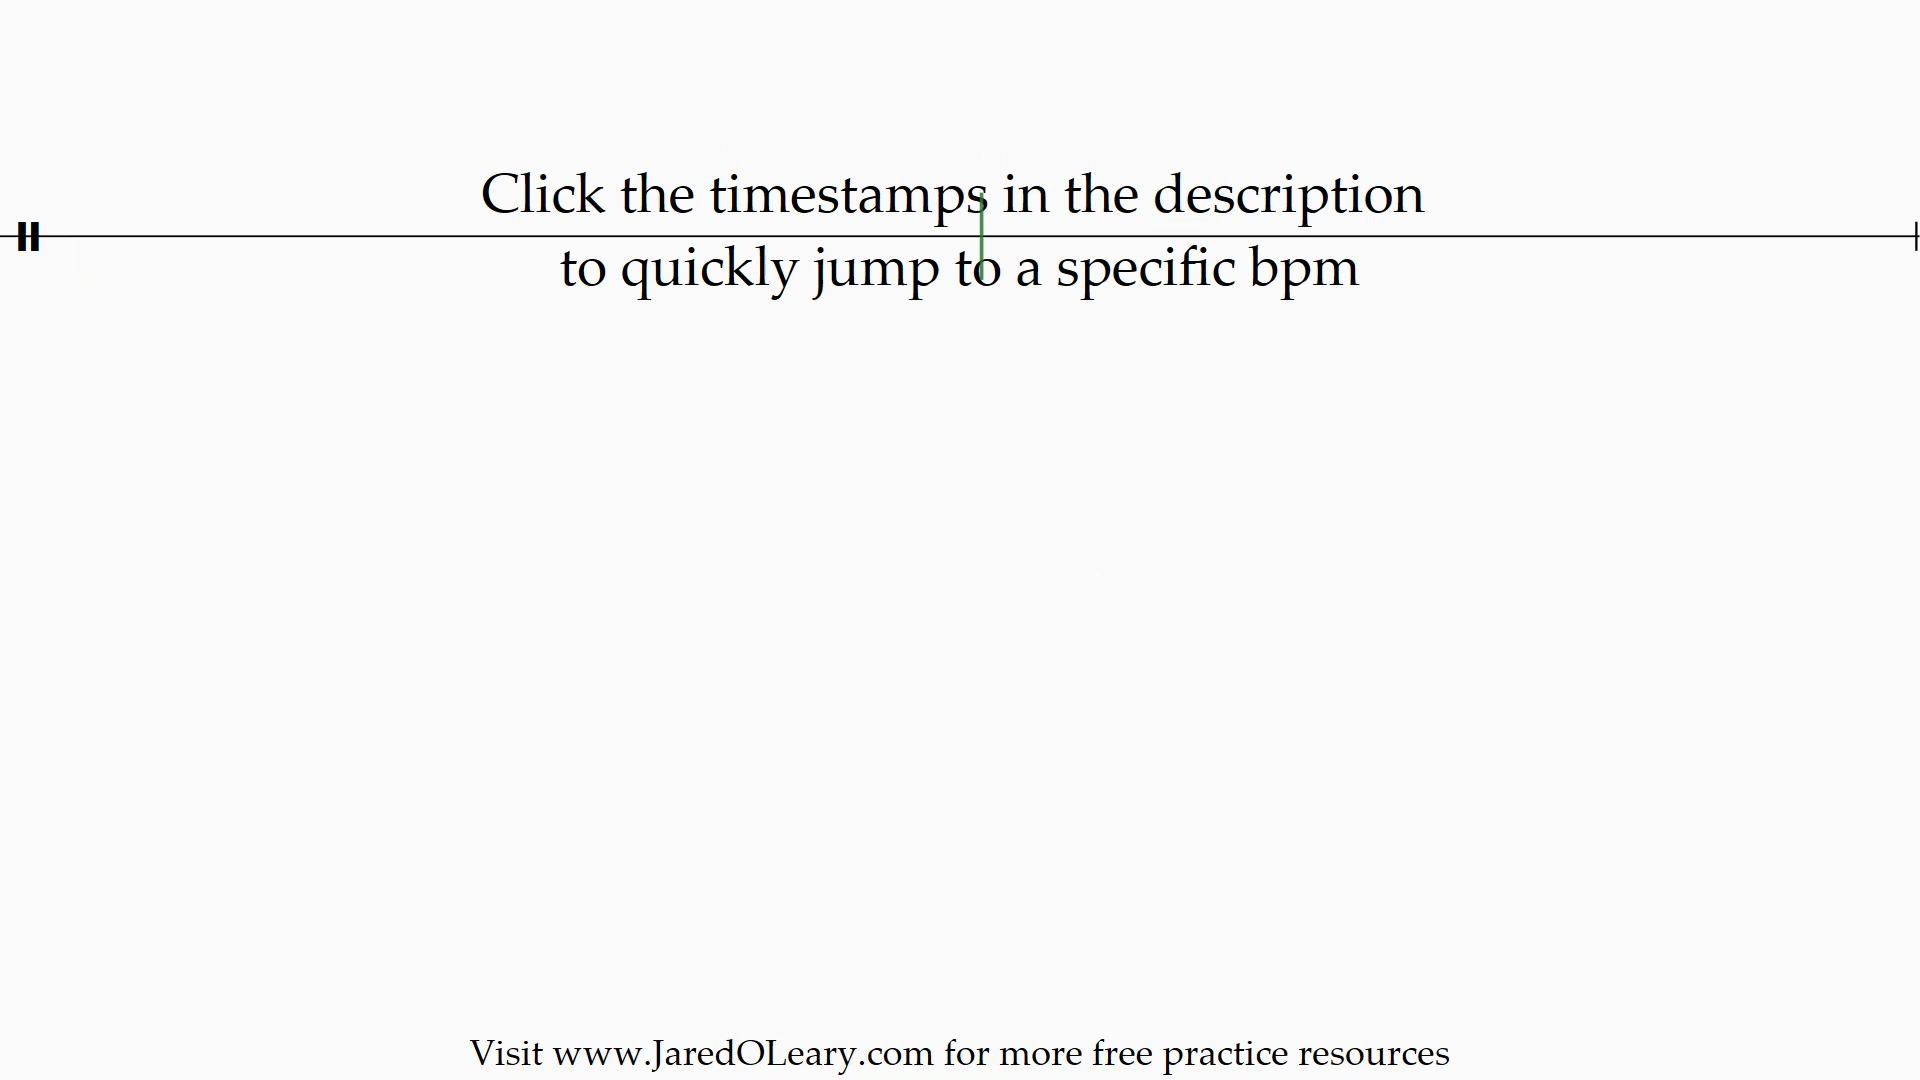 Click the timestamps in the description
to quickly jump to a specific bpm
Visit www.JaredOLeary.com for more free practice resources